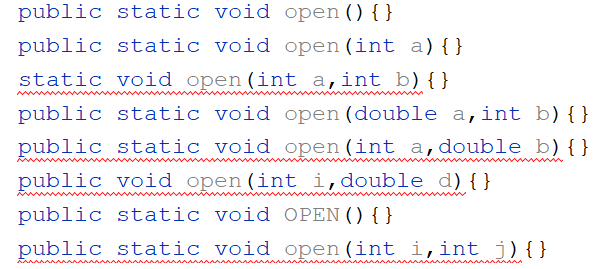 public static void open(){}
public static void open(int a){}
static void open(int a,int b){}
public static void open(double a,int b){}
public static void open(int a,double b){}
public void open(int i,double d){}
public static void OPEN(){}
public static void open(int i,int j){}